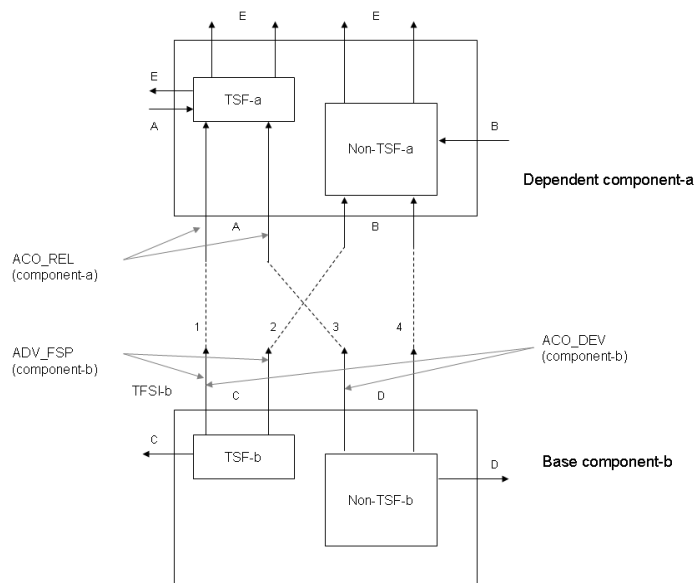 E
E
E
TSF-a
A
Non-TSF-a
B
Dependent component-a
A
B
ACO_REL
(component-a)
1
2
3
4
ADV_FSP
(component-b)
ACO_DEV
(component-b)
TFSI-b
C
D
C
TSF-b
Base component-b
D
Non-TSF-b